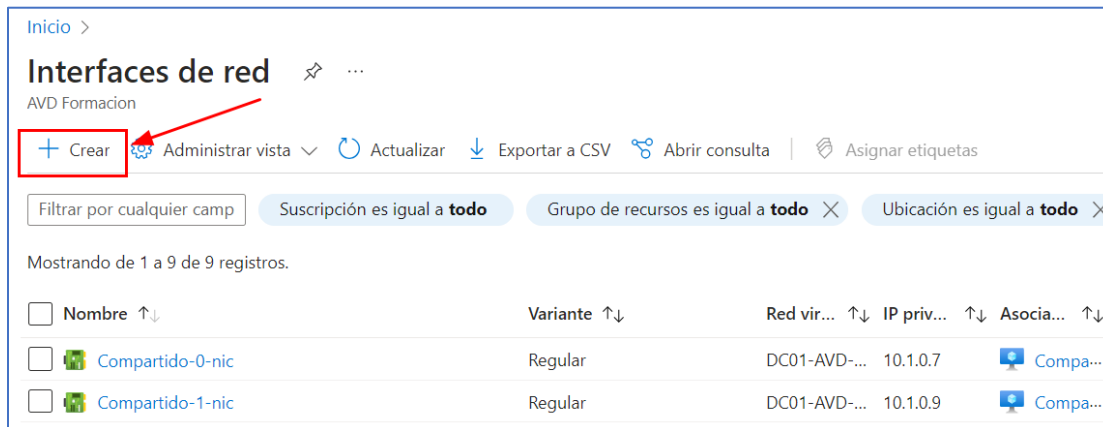 Inicio >
Interfaces de red ...
AVD Formacion
+ Crear Administrar vista Actualizar Exportar a CSV Abrir consulta Asignar etiquetas
Filtrar por cualquier camp Suscripción es igual a todo Grupo de recursos es igual a todo Ubicación es igual a todo
Mostrando de 1 a 9 de 9 registros.
Nombre ↑↓ Variante ↑↓ Red vir... ↑↓ IP priv... ↑↓ Asocia... ↑↓
Compartido-0-nic Regular DC01-AVD-... 10.1.0.7 Compa...
Compartido-1-nic Regular DC01-AVD-... 10.1.0.9 Compa...